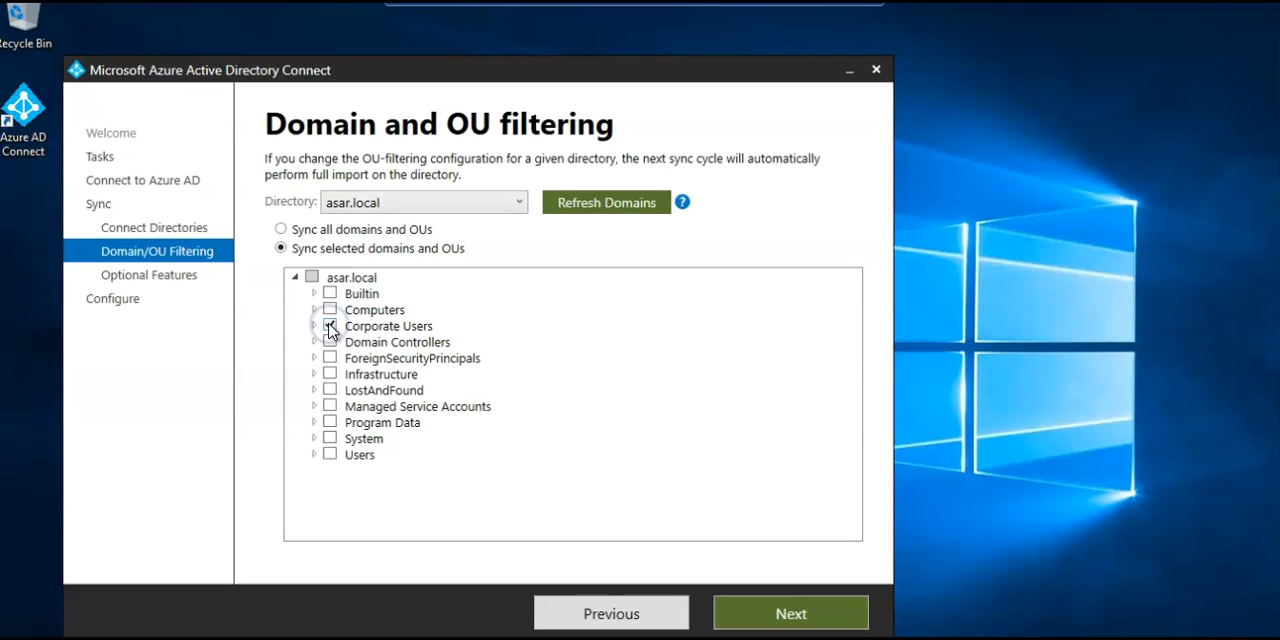 Recycle Bin
Azure AD
Connect
Microsoft Azure Active Directory Connect
Welcome
Tasks
Connect to Azure AD
Sync
Connect Directories
Domain/OU Filtering
Optional Features
Configure
Domain and OU filtering
If you change the OU-filtering configuration for a given directory, the next sync cycle will automatically
perform full import on the directory.
Directory: asar.local Refresh Domains ?
Sync all domains and OUs
Sync selected domains and OUs
asar.local
Builtin
Computers
Corporate Users
Domain Controllers
ForeignSecurityPrincipals
Infrastructure
LostAndFound
Managed Service Accounts
Program Data
System
Users
Previous Next